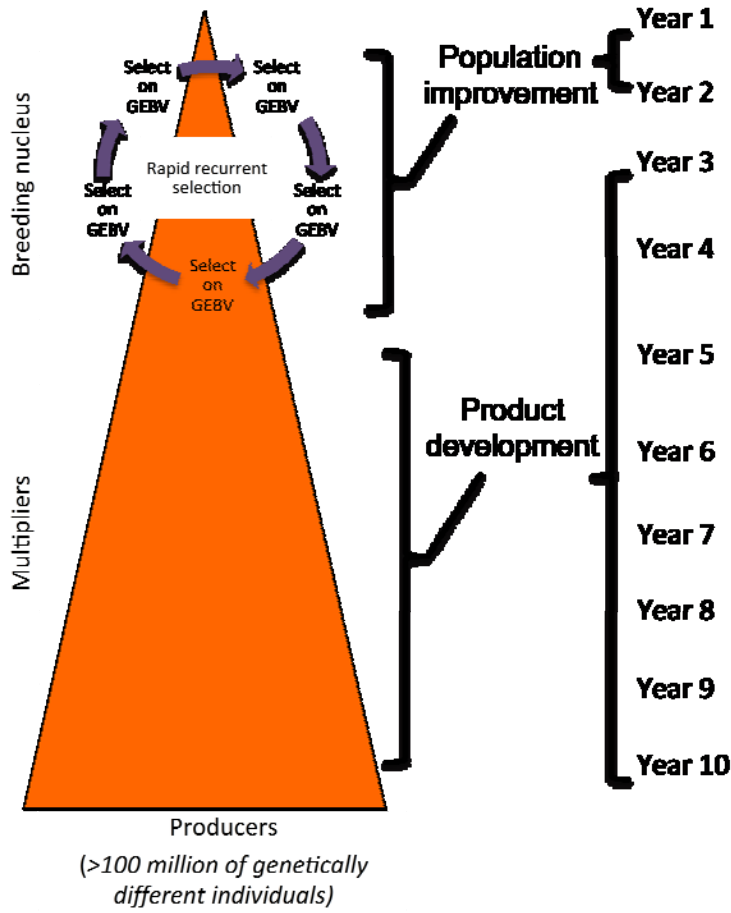 Breeding nucleus
Select
on
GEBV
Select
on
GEBV
Rapid recurrent
selection
Select
on
GEBV
Select
on
GEBV
Select
on
GEBV
Population
improvement
Year 1
Year 2
Year 3
Year 4
Multipliers
Product
development
Year 5
Year 6
Year 7
Year 8
Year 9
Year 10
Producers
(>100 million of genetically
different individuals)